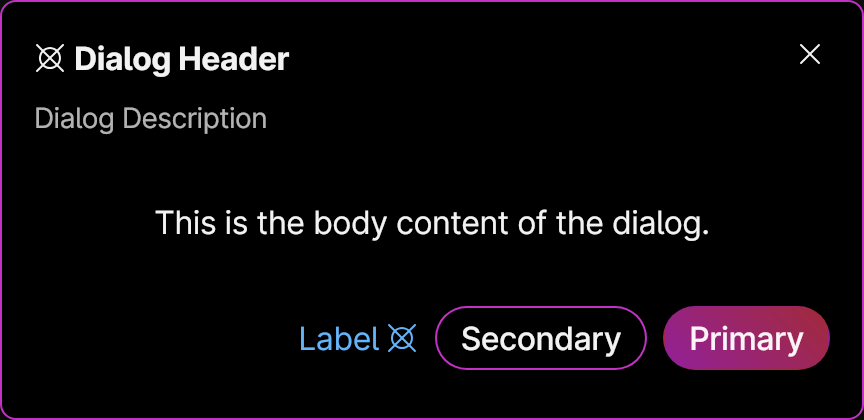 Dialog Header
Dialog Description
This is the body content of the dialog.
Label Secondary Primary